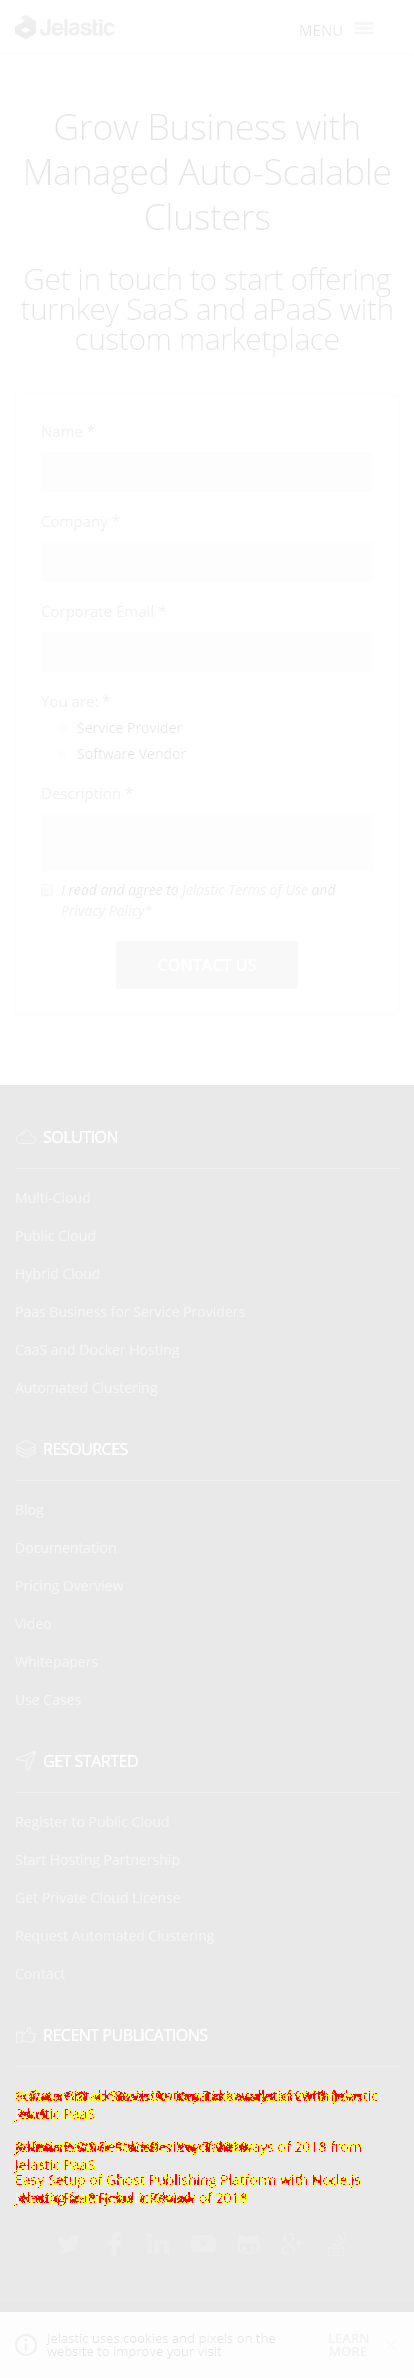 Jelastic
MENU
Grow Business with
Managed Auto-Scalable
Clusters
Get in touch to start offering
turnkey SaaS and aPaaS with
custom marketplace
Name *
Company *
Corporate Email *
You are: *
Service Provider
Software Vendor
Description *
I read and agree to Jelastic Terms of Use and
Privacy Policy*
CONTACT US
SOLUTION
Multi-Cloud
Public Cloud
Hybrid Cloud
Paas Business for Service Providers
CaaS and Docker Hosting
Automated Clustering
RESOURCES
Blog
Documentation
Pricing Overview
Video
Whitepapers
Use Cases
GET STARTED
Register to Public Cloud
Start Hosting Partnership
Get Private Cloud License
Request Automated Clustering
Contact
RECENT PUBLICATIONS
Jelastic
PaaS
of 2018 from
Jelastic PaaS
Easy Setup of Ghost Publishing Platform with Node.js
of 2018
Jelastic uses cookies and pixels on the
website to improve your visit
LEARN
MORE